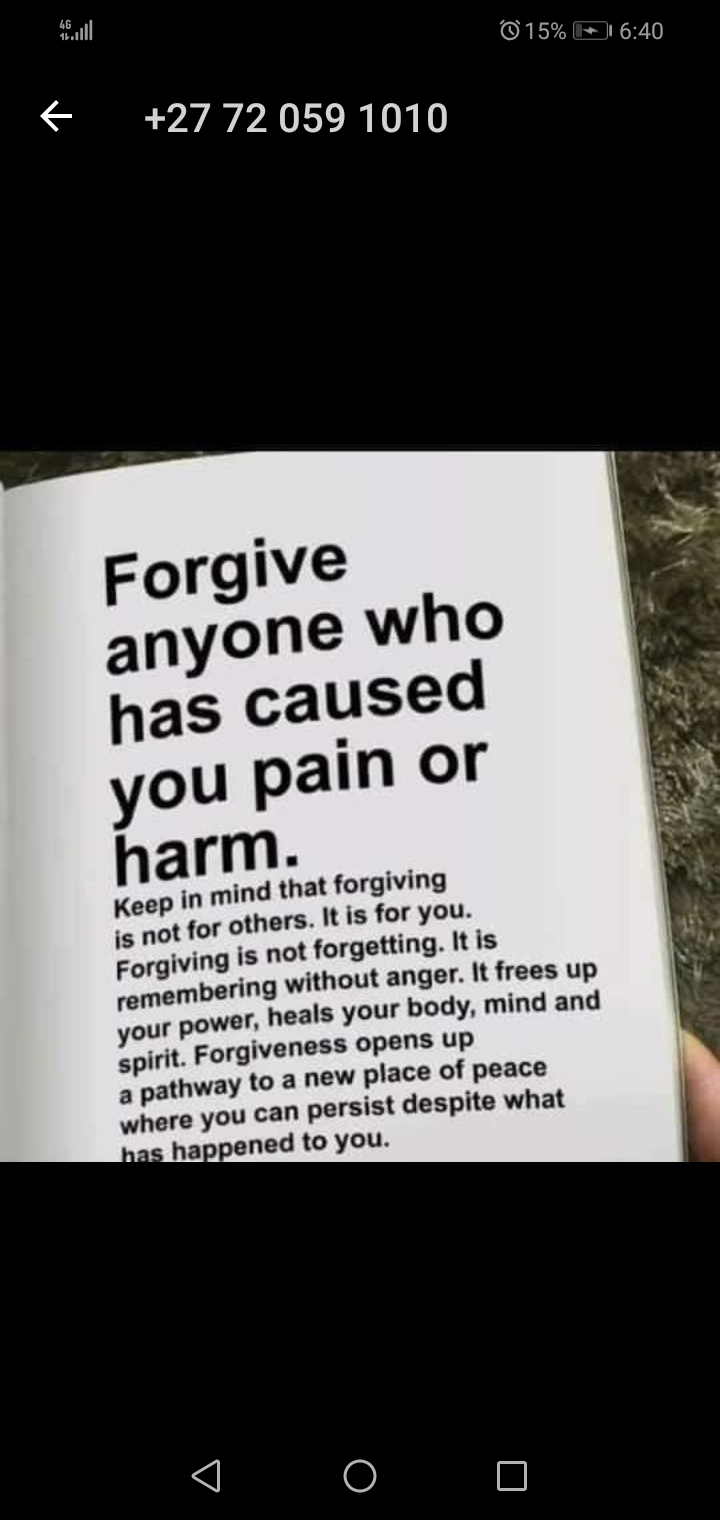 4G
15% 6:40
+27 72 059 1010
Forgive
anyone who
has caused
you pain or
harm.
Keep in mind that forgiving
is not for others. It is for you.
Forgiving is not forgetting. It is
remembering without anger. It frees up
your power, heals your body, mind and
spirit. Forgiveness opens up
a pathway to a new place of peace
where you can persist despite what
has happened to you.